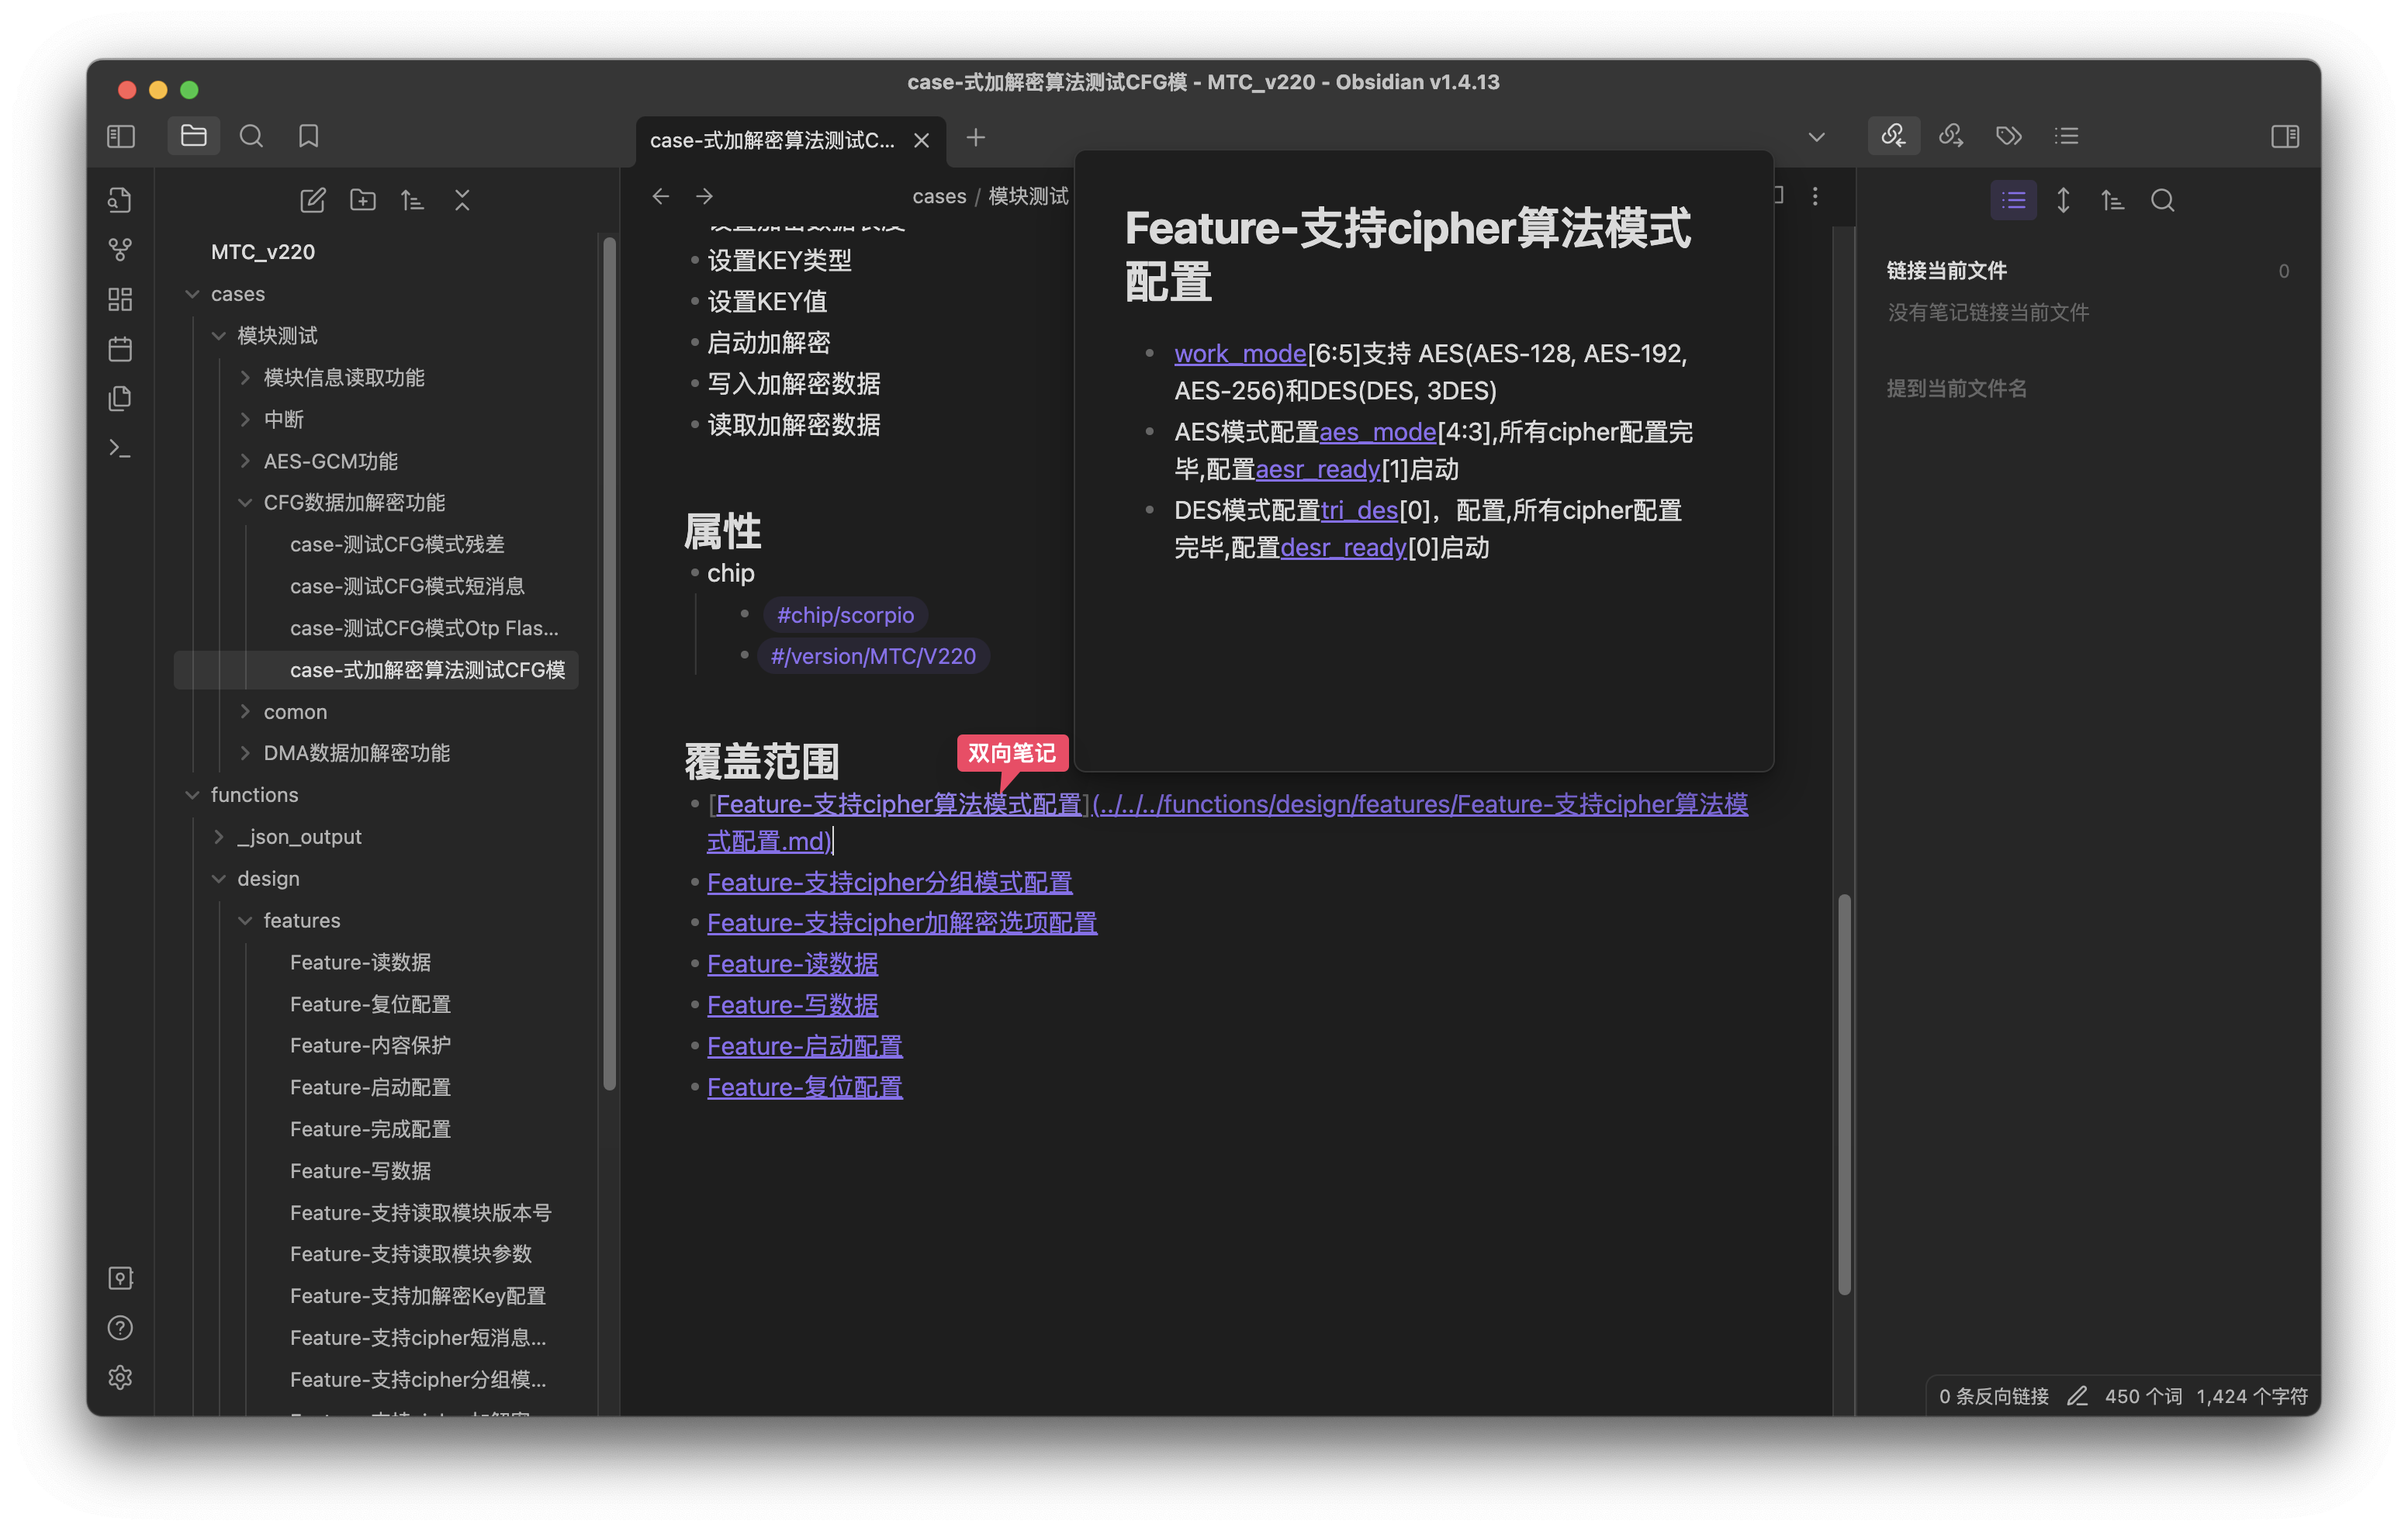 case-式加解密算法测试CFG模 - MTC_v220 - Obsidian v1.4.13
case-式加解密算法测试C...
MTC_v220
cases
模块测试
模块信息读取功能
中断
AES-GCM功能
CFG数据加解密功能
case-测试CFG模式残差
case-测试CFG模式短消息
case-测试CFG模式Otp Flas...
case-式加解密算法测试CFG模
comon
DMA数据加解密功能
functions
_json_output
design
features
Feature-读数据
Feature-复位配置
Feature-内容保护
Feature-启动配置
Feature-完成配置
Feature-写数据
Feature-支持读取模块版本号
Feature-支持读取模块参数
Feature-支持加解密Key配置
Feature-支持cipher短消息...
Feature-支持cipher分组模...
cases / 模块测试
设置KEY类型
设置KEY值
启动加解密
写入加解密数据
读取加解密数据
属性
chip
#chip/scorpio
#/version/MTC/V220
覆盖范围
双向笔记
[Feature-支持cipher算法模式配置](../../../functions/design/features/Feature-支持cipher算法模
式配置.md)
Feature-支持cipher分组模式配置
Feature-支持cipher加解密选项配置
Feature-读数据
Feature-写数据
Feature-启动配置
Feature-复位配置
Feature-支持cipher算法模式
配置
work_mode[6:5]支持 AES(AES-128, AES-192,
AES-256)和DES(DES, 3DES)
AES模式配置aes_mode[4:3],所有cipher配置完
毕,配置aesr_ready[1]启动
DES模式配置tri_des[0]，配置,所有cipher配置
完毕,配置desr_ready[0]启动
链接当前文件 0
没有笔记链接当前文件
提到当前文件名
0 条反向链接 450 个词 1,424 个字符